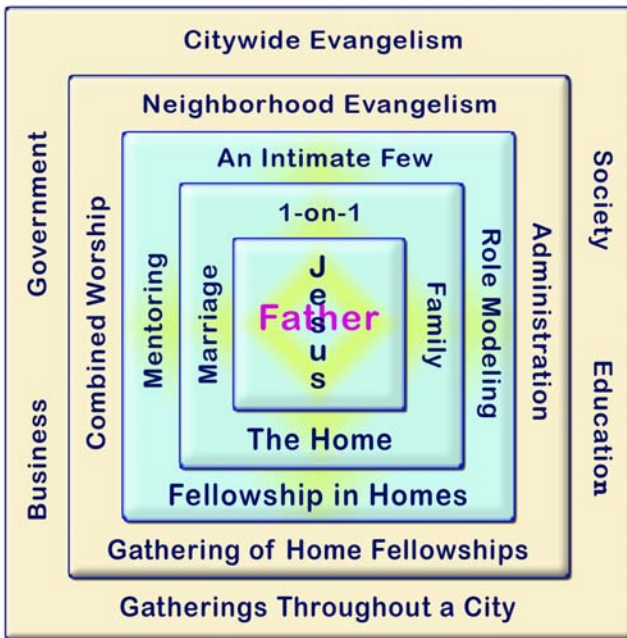 Citywide Evangelism
Neighborhood Evangelism
An Intimate Few
1-on-1
Jesus
Father
Government
Business
Combined Worship
Mentoring
Marriage
Family
Role Modeling
Administration
Society
Education
The Home
Fellowship in Homes
Gathering of Home Fellowships
Gatherings Throughout a City